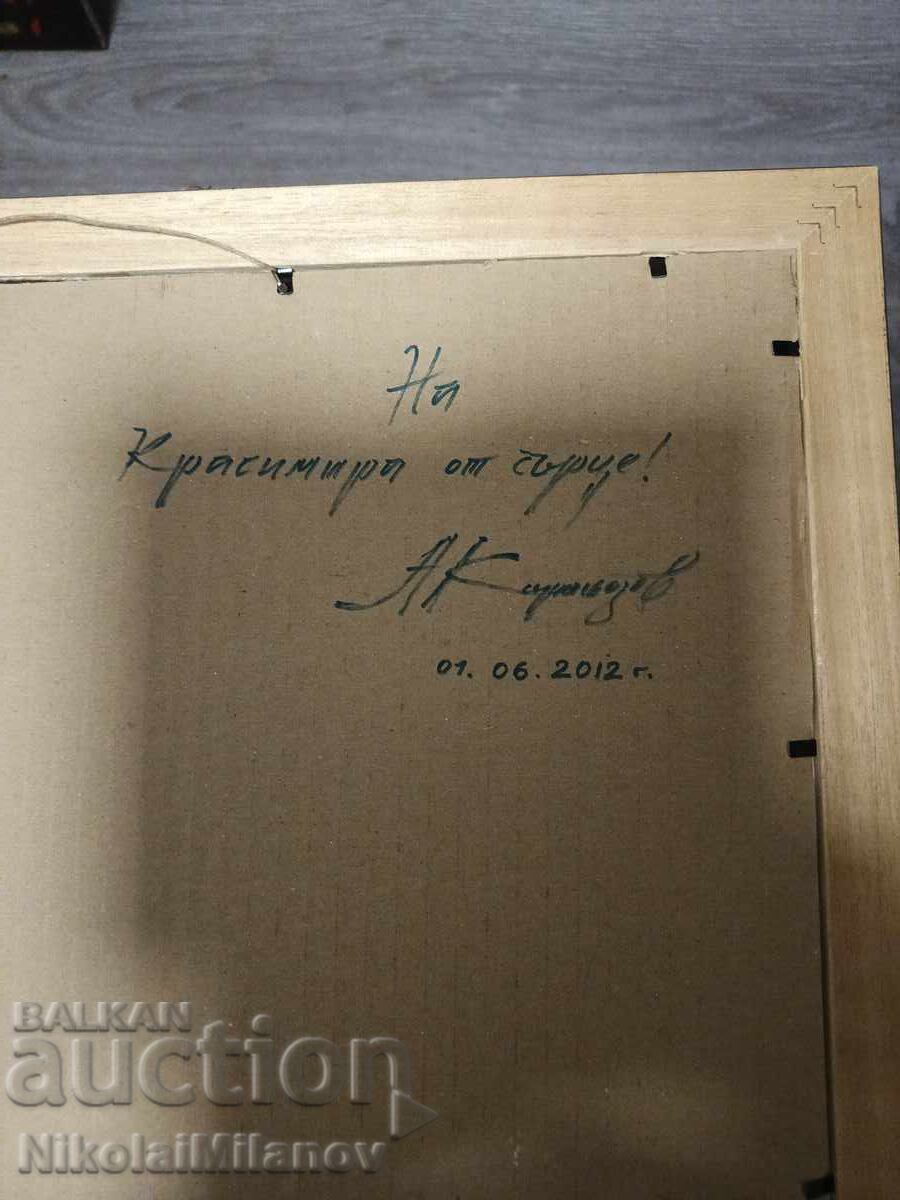 На
Красимира от сърце!
01. 06. 2012 г.
BALKAN
auction
NikolaiMilanov